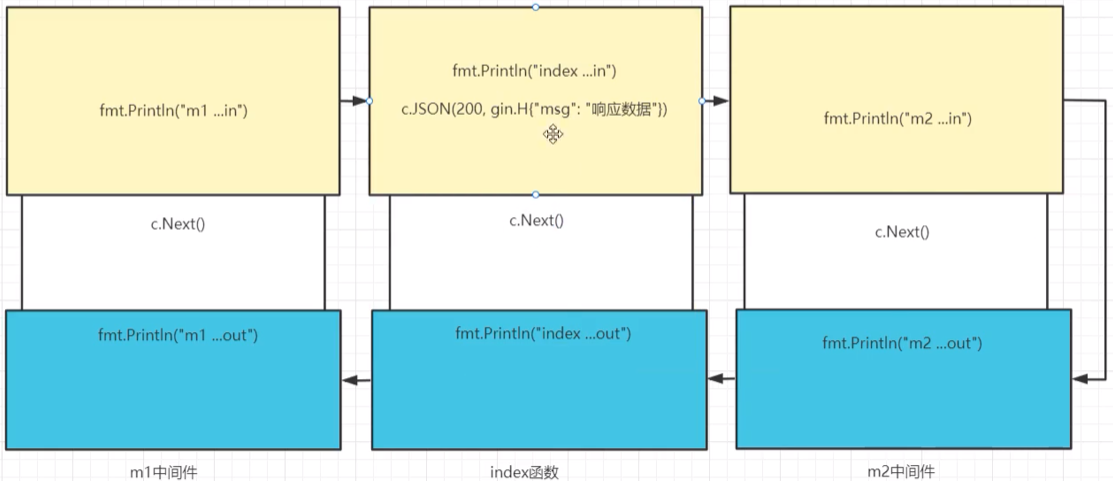 fmt.Println("m1 ...in")
fmt.Println("index ...in")
c.JSON(200, gin.H{"msg": "响应数据"})
fmt.Println("m2 ...in")
c.Next()
c.Next()
c.Next()
fmt.Println("m1 ...out")
fmt.Println("index ...out")
fmt.Println("m2 ...out")
m1中间件
index函数
m2中间件